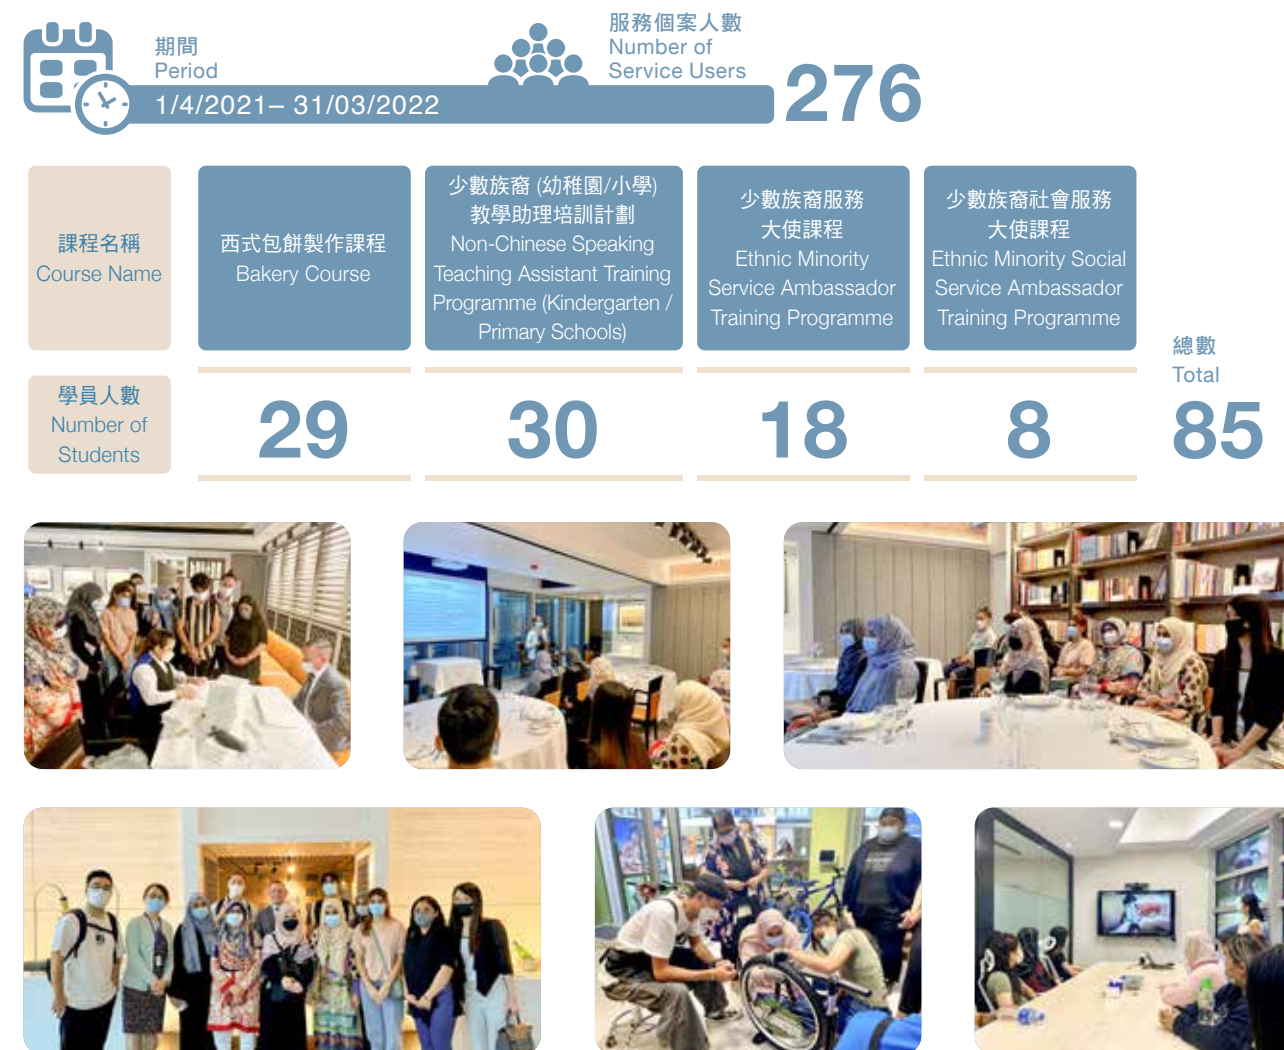 期間
Period
1/4/2021– 31/03/2022
服務個案人數
Number of
Service Users
276
課程名稱
Course Name
西式包餅製作課程
Bakery Course
少數族裔 (幼稚園/小學)
教學助理培訓計劃
Non-Chinese Speaking
Teaching Assistant Training
Programme (Kindergarten /
Primary Schools)
少數族裔服務
大使課程
Ethnic Minority
Service Ambassador
Training Programme
少數族裔社會服務
大使課程
Ethnic Minority Social
Service Ambassador
Training Programme
總數
Total
學員人數
Number of
Students
29
30
18
8
85